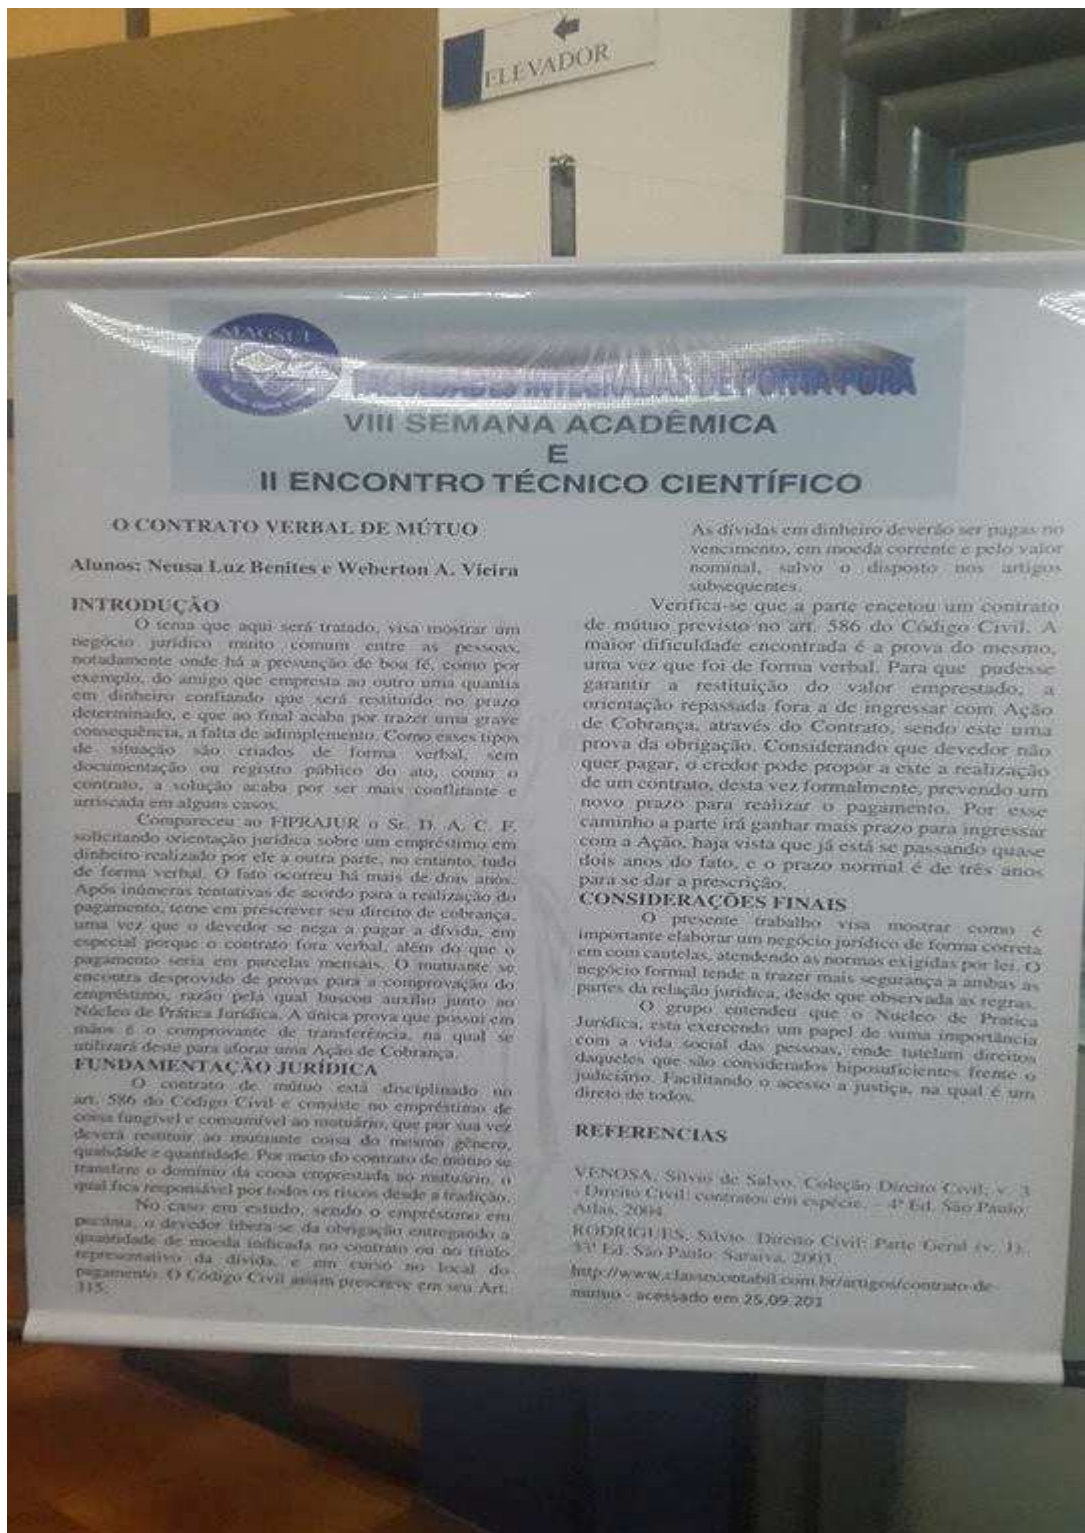 ELEVADOR
MAGSUL
FACULDADES INTEGRADAS DE PONTA PORÃ
VIII SEMANA ACADÊMICA
E
II ENCONTRO TÉCNICO CIENTÍFICO
O CONTRATO VERBAL DE MÚTUO
Alunos: Neusa Luz Benites e Weberton A. Vieira
INTRODUÇÃO
O tema que aqui será tratado, visa mostrar um
negócio jurídico muito comum entre as pessoas,
notadamente onde há a presunção de boa fé, como por
exemplo, do amigo que empresta ao outro uma quantia
em dinheiro confiando que será restituído no prazo
determinado, e que ao final acaba por trazer uma grave
consequência, a falta de adimplemento. Como esses tipos
de situação são criados de forma verbal, sem
documentação ou registro público do ato, como o
contrato, a solução acaba por ser mais conflitante e
arriscada em alguns casos.
Compareceu ao FIPRAJUR o Sr. D. A. C. F.
solicitando orientação jurídica sobre um empréstimo em
dinheiro realizado por ele a outra parte, no entanto, tudo
de forma verbal. O fato ocorreu há mais de dois anos.
Após inúmeras tentativas de acordo para a realização do
pagamento, teme em prescrever seu direito de cobrança,
uma vez que o devedor se nega a pagar a dívida, em
especial porque o contrato fora verbal, além do que o
pagamento seria em parcelas mensais. O mutuante se
encontra desprovido de provas para a comprovação do
empréstimo, razão pela qual buscou auxílio junto ao
Núcleo de Prática Jurídica. A única prova que possui em
mãos é o comprovante de transferência, na qual se
utilizará deste para aforar uma Ação de Cobrança.
FUNDAMENTAÇÃO JURÍDICA
O contrato de mútuo está disciplinado no
art. 586 do Código Civil e consiste no empréstimo de
coisa fungível e consumível ao mutuário, que por sua vez
deverá restituir ao mutuante coisa do mesmo gênero,
qualidade e quantidade. Por meio do contrato de mútuo se
transfere o domínio da coisa emprestada ao mutuário, o
qual fica responsável por todos os riscos desde a tradição.
No caso em estudo, sendo o empréstimo em
pecúnia, o devedor libera-se da obrigação entregando a
quantidade de moeda indicada no contrato ou no título
representativo da dívida, e em curso no local do
pagamento. O Código Civil assim prescreve em seu Art.
315:
As dívidas em dinheiro deverão ser pagas no
vencimento, em moeda corrente e pelo valor
nominal, salvo o disposto nos artigos
subsequentes.
Verifica-se que a parte encetou um contrato
de mútuo previsto no art. 586 do Código Civil. A
maior dificuldade encontrada é a prova do mesmo,
uma vez que foi de forma verbal. Para que pudesse
garantir a restituição do valor emprestado, a
orientação repassada fora a de ingressar com Ação
de Cobrança, através do Contrato, sendo este uma
prova da obrigação. Considerando que devedor não
quer pagar, o credor pode propor a este a realização
de um contrato, desta vez formalmente, prevendo um
novo prazo para realizar o pagamento. Por esse
caminho a parte irá ganhar mais prazo para ingressar
com a Ação, haja vista que já está se passando quase
dois anos do fato, e o prazo normal é de três anos
para se dar a prescrição.
CONSIDERAÇÕES FINAIS
O presente trabalho visa mostrar como é
importante elaborar um negócio jurídico de forma correta
em com cautelas, atendendo as normas exigidas por lei. O
negócio formal tende a trazer mais segurança a ambas as
partes da relação jurídica, desde que observada as regras.
O grupo entendeu que o Nucleo de Pratica
Jurídica, esta exercendo um papel de suma importância
com a vida social das pessoas, onde tutelam direitos
daqueles que são considerados hiposuficientes frente o
judiciário. Facilitando o acesso a justiça, na qual é um
direto de todos.
REFERENCIAS
VENOSA, Silvio de Salvo. Coleção Direito Civil; v. 3
- Direito Civil: contratos em espécie. - 4ª Ed. São Paulo:
Atlas, 2004.
RODRIGUES, Silvio. Direito Civil: Parte Geral (v. 1).
33ª Ed. São Paulo: Saraiva, 2003.
http://www.classecontabil.com.br/artigos/contrato-de-
mutuo - acessado em 25.09.201